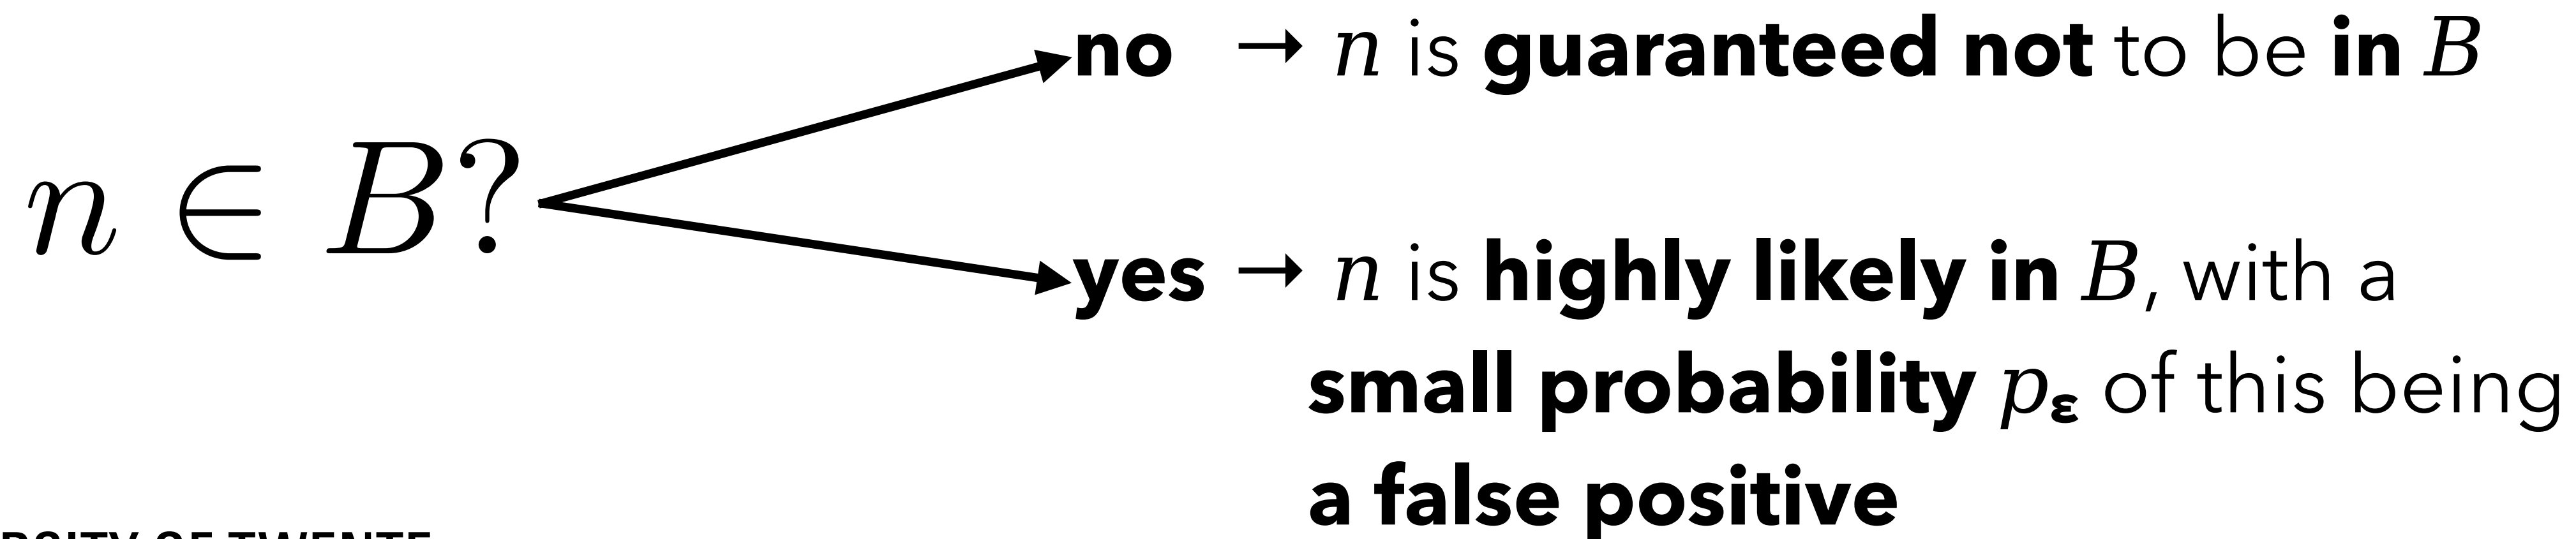 no → n is guaranteed not to be in B
n ∈ B?
yes → n is highly likely in B, with a
small probability pε of this being
a false positive